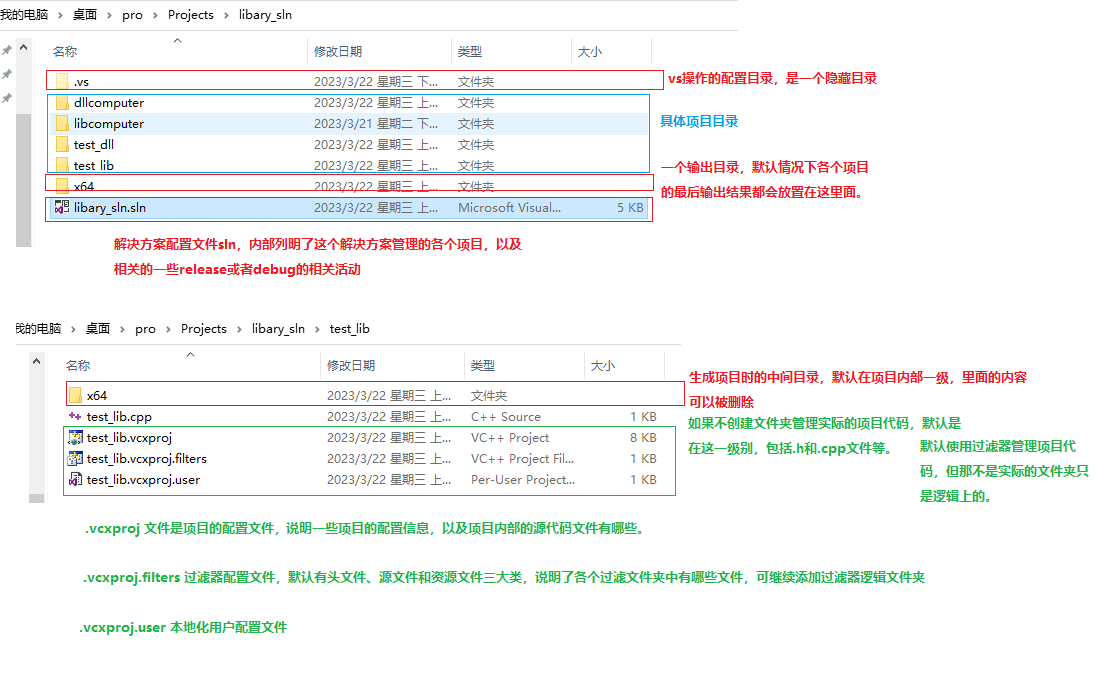 我的电脑 › 桌面 › pro › Projects › libary_sln
名称 修改日期 类型 大小
.vs 2023/3/22 星期三 下... 文件夹
vs操作的配置目录，是一个隐藏目录
dllcomputer 2023/3/22 星期三 上... 文件夹
libcomputer 2023/3/21 星期二 下... 文件夹
具体项目目录
test_dll 2023/3/22 星期三 上... 文件夹
test_lib 2023/3/22 星期三 上... 文件夹
x64 2023/3/22 星期三 上... 文件夹
一个输出目录，默认情况下各个项目
的最后输出结果都会放置在这里面。
libary_sln.sln 2023/3/22 星期三 上... Microsoft Visual... 5 KB
解决方案配置文件sln，内部列明了这个解决方案管理的各个项目，以及
相关的一些release或者debug的相关活动
我的电脑 › 桌面 › pro › Projects › libary_sln › test_lib
名称 修改日期 类型 大小
x64 2023/3/22 星期三 上... 文件夹
生成项目时的中间目录，默认在项目内部一级，里面的内容
可以被删除
test_lib.cpp 2023/3/22 星期三 上... C++ Source 1 KB
test_lib.vcxproj 2023/3/22 星期三 上... VC++ Project 8 KB
test_lib.vcxproj.filters 2023/3/22 星期三 上... VC++ Project Fil... 1 KB
test_lib.vcxproj.user 2023/3/22 星期三 上... Per-User Project... 1 KB
如果不创建文件夹管理实际的项目代码，默认是
在这一级别，包括.h和.cpp文件等。
默认使用过滤器管理项目代
码，但那不是实际的文件夹只
是逻辑上的。
.vcxproj 文件是项目的配置文件，说明一些项目的配置信息，以及项目内部的源代码文件有哪些。
.vcxproj.filters 过滤器配置文件，默认有头文件、源文件和资源文件三大类，说明了各个过滤文件夹中有哪些文件，可继续添加过滤器逻辑文件夹
.vcxproj.user 本地化用户配置文件